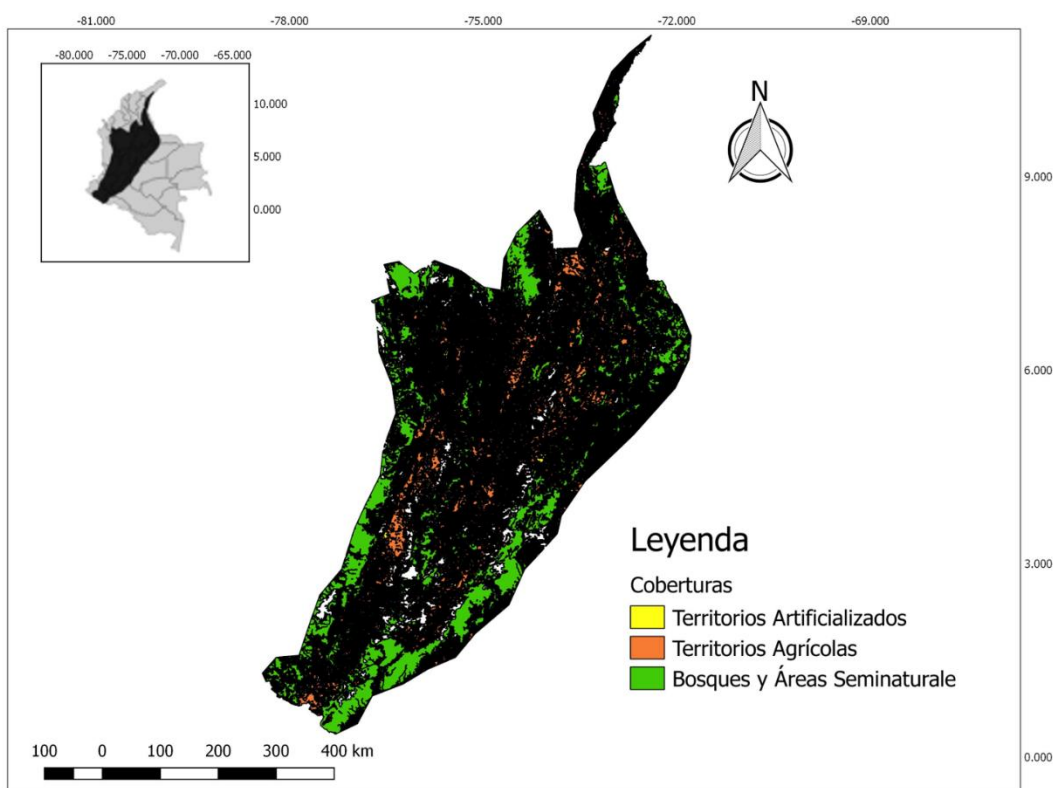 -81.000 -78.000 -75.000 -72.000 -69.000
-80.000 -75.000 -70.000 -65.000
10.000
5.000
0.000
N
9.000
6.000
3.000
0.000
Leyenda
Coberturas
Territorios Artificializados
Territorios Agrícolas
Bosques y Áreas Seminaturale
100 0 100 200 300 400 km